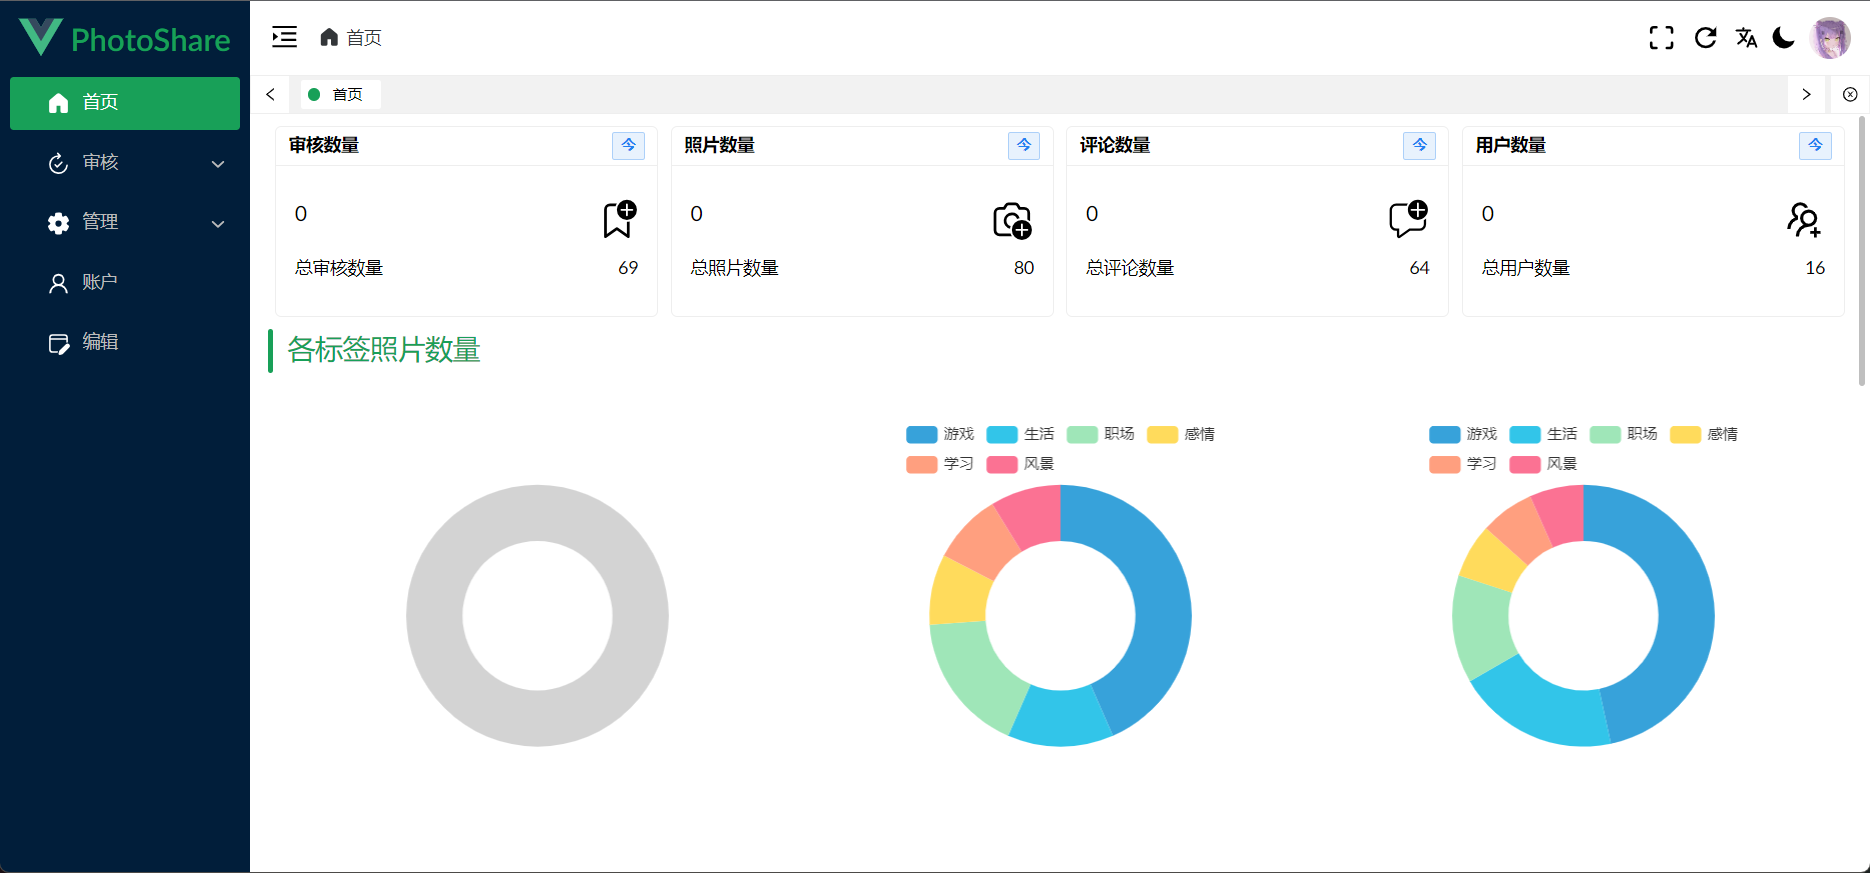 PhotoShare
首页
审核
管理
账户
编辑
首页
首页
审核数量 今
0
总审核数量 69
照片数量 今
0
总照片数量 80
评论数量 今
0
总评论数量 64
用户数量 今
0
总用户数量 16
各标签照片数量
游戏 生活 职场 感情
学习 风景
游戏 生活 职场 感情
学习 风景